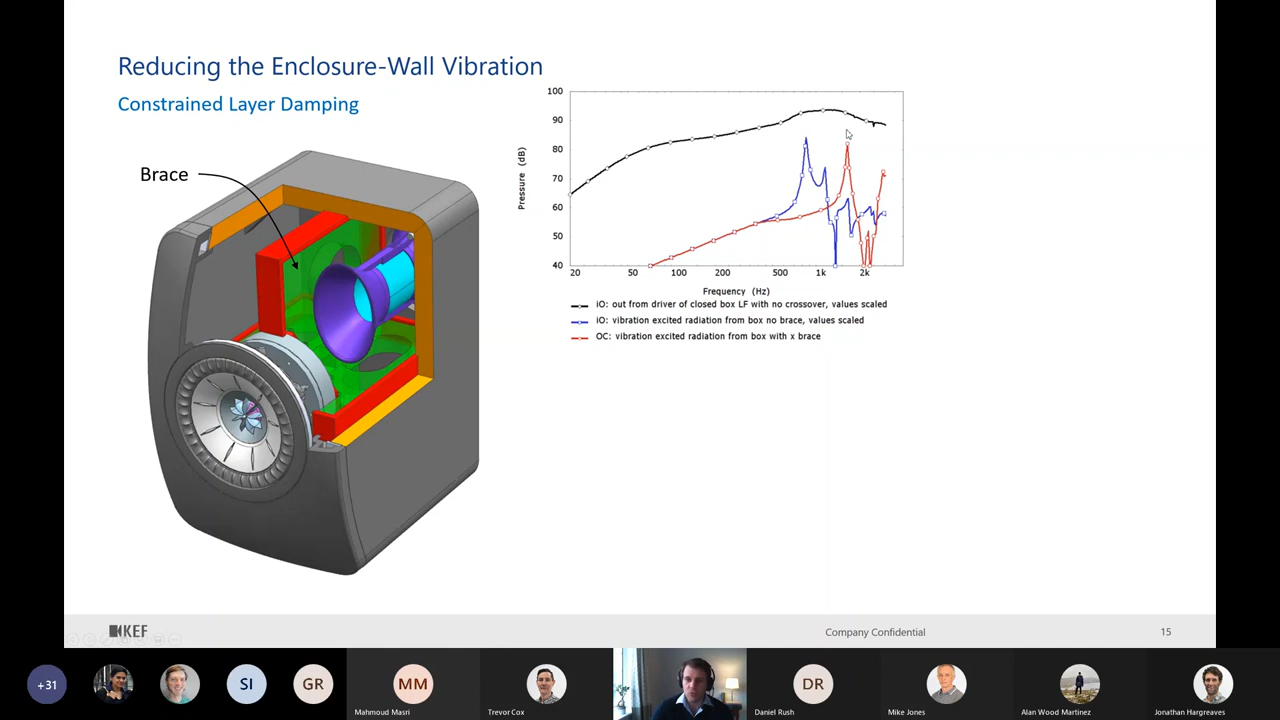 Reducing the Enclosure-Wall Vibration
Constrained Layer Damping
Brace
100
90
80
70
60
50
40
Pressure (dB)
20 50 100 200 500 1k 2k
Frequency (Hz)
iO: out from driver of closed box LF with no crossover, values scaled
iO: vibration excited radiation from box no brace, values scaled
OC: vibration excited radiation from box with x brace
KEF
Company Confidential
15
+31
SI
GR
MM
DR
Mahmoud Masri
Trevor Cox
Daniel Rush
Mike Jones
Alan Wood Martinez
Jonathan Hargreaves